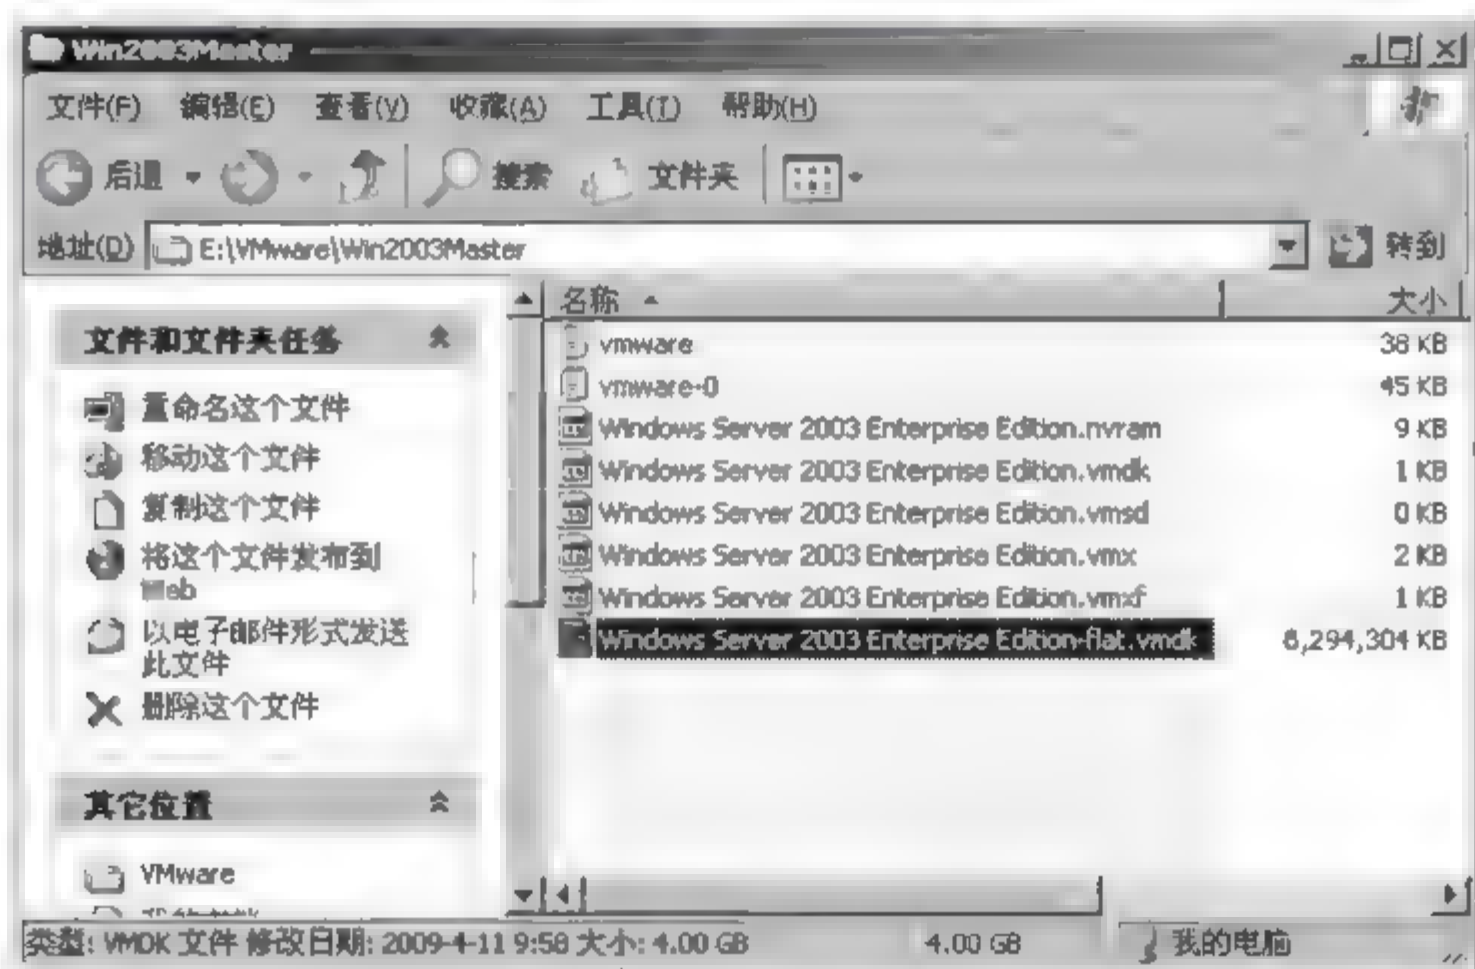 Win2003Master
文件(F) 编辑(E) 查看(V) 收藏(A) 工具(T) 帮助(H)
后退 搜索 文件夹
地址(D) E:\VMware\Win2003Master 转到
名称 大小
文件和文件夹任务
重命名这个文件
移动这个文件
复制这个文件
将这个文件发布到
Web
以电子邮件形式发送
此文件
删除这个文件
其它位置
VMware
vmware 38 KB
vmware-0 45 KB
Windows Server 2003 Enterprise Edition.nvram 9 KB
Windows Server 2003 Enterprise Edition.vmdk 1 KB
Windows Server 2003 Enterprise Edition.vmsd 0 KB
Windows Server 2003 Enterprise Edition.vmx 2 KB
Windows Server 2003 Enterprise Edition.vmxf 1 KB
Windows Server 2003 Enterprise Edition-flat.vmdk
类型: VMDK 文件 修改日期: 2009-4-11 9:58 大小: 4.00 GB 4.00 GB 我的电脑